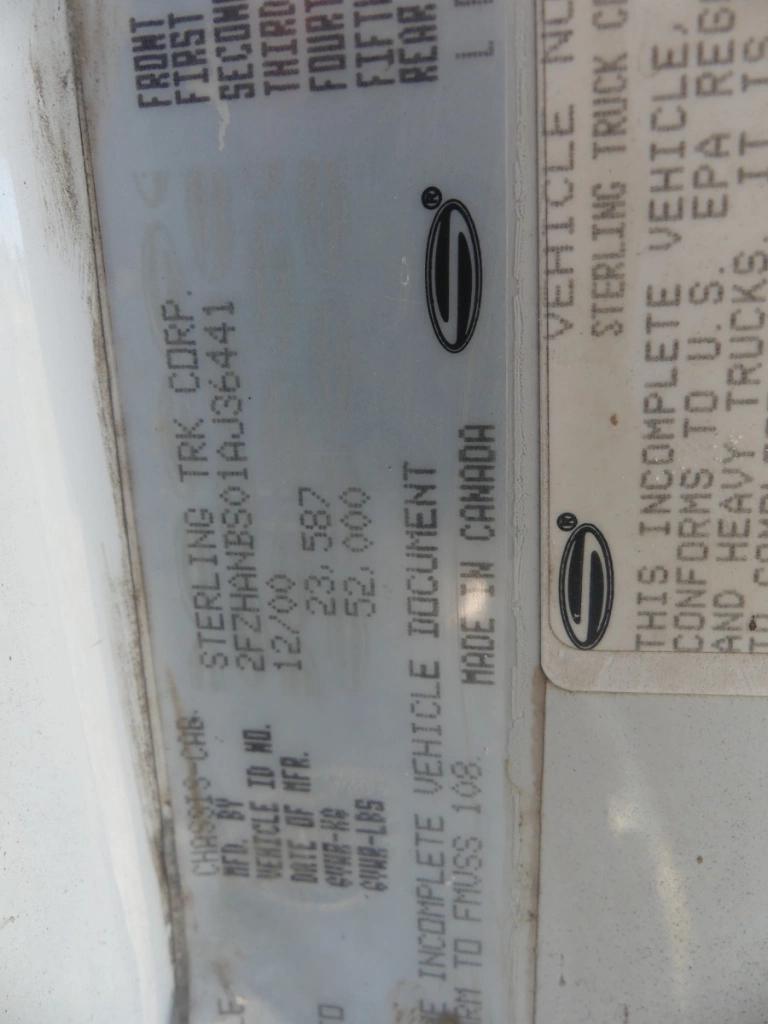 CHASSIS-CAB
MFD. BY STERLING TRK CORP. FRONT
VEHICLE ID NO. 2FZHANBS01AJ36441 FIRST
DATE OF MFR. 12/00 SECON
GVWR-KG 23,587 THIRD
GVWR-LBS 52,000 FOURT
FIFTH
REAR
INCOMPLETE VEHICLE DOCUMENT
RM TO FMVSS 108.
MADE IN CANADA
®
VEHICLE NO
STERLING TRUCK CO
®
THIS INCOMPLETE VEHICLE,
CONFORMS TO U.S. EPA REG
AND HEAVY TRUCKS. IT IS